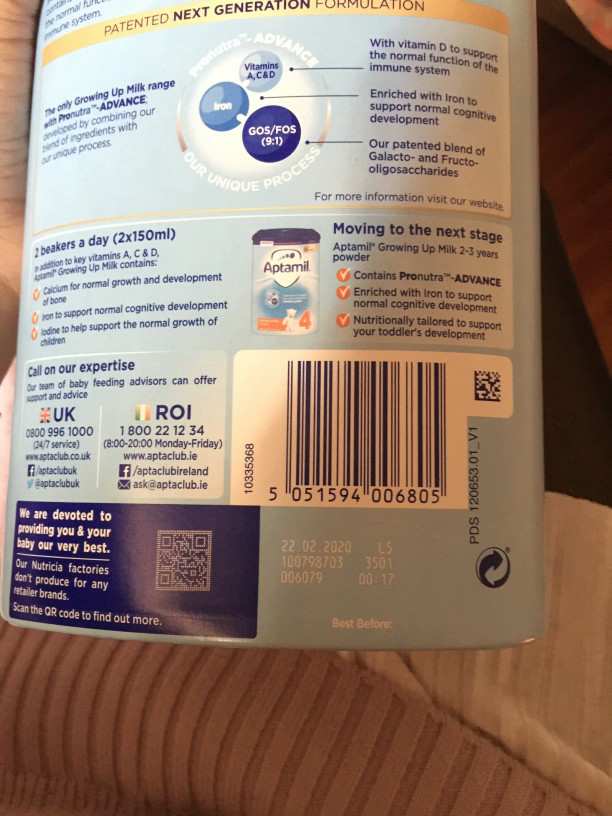 contain
the normal func
immune system.
PATENTED NEXT GENERATION FORMULATION
Pronutra™-ADVANCE
OUR UNIQUE PROCESS
Vitamins
A,C&D
Iron
GOS/FOS
(9:1)
The only Growing Up Milk range
with Pronutra™-ADVANCE,
developed by combining our
blend of ingredients with
our unique process.
With vitamin D to support
the normal function of the
immune system
Enriched with Iron to
support normal cognitive
development
Our patented blend of
Galacto- and Fructo-
oligosaccharides
For more information visit our website.
2 beakers a day (2x150ml)
In addition to key vitamins A, C & D,
Aptamil® Growing Up Milk contains:
Calcium for normal growth and development
of bone
Iron to support normal cognitive development
Iodine to help support the normal growth of
children
Aptamil
4
Moving to the next stage
Aptamil® Growing Up Milk 2-3 years
powder
Contains Pronutra™-ADVANCE
Enriched with Iron to support
normal cognitive development
Nutritionally tailored to support
your toddler's development
Call on our expertise
Our team of baby feeding advisors can offer
support and advice
UK
0800 996 1000
(24/7 service)
www.aptaclub.co.uk
/aptaclubuk
@aptaclubuk
ROI
1 800 22 12 34
(8:00-20:00 Monday-Friday)
www.aptaclub.ie
/aptaclubireland
ask@aptaclub.ie
10335368
5 051594 006805
PDS 120653.01_V1
We are devoted to
providing you & your
baby our very best.
Our Nutricia factories
don't produce for any
retailer brands.
Scan the QR code to find out more.
22.02.2020 LS
100798703 3501
006079 00:17
Best Before: